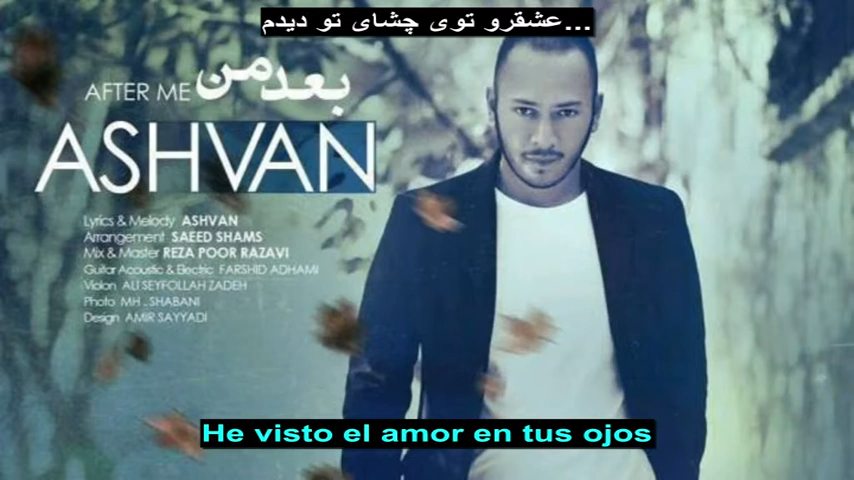 عشقرو توی چشای تو دیدم...
AFTER ME بعد من
ASHVAN
Lyrics & Melody ASHVAN
Arrangement SAEED SHAMS
Mix & Master REZA POOR RAZAVI
Guitar Acoustic & Electric FARSHID ADHAMI
Violon ALI SEYFOLLAH ZADEH
Photo MH . SHABANI
Design AMIR SAYYADI
He visto el amor en tus ojos